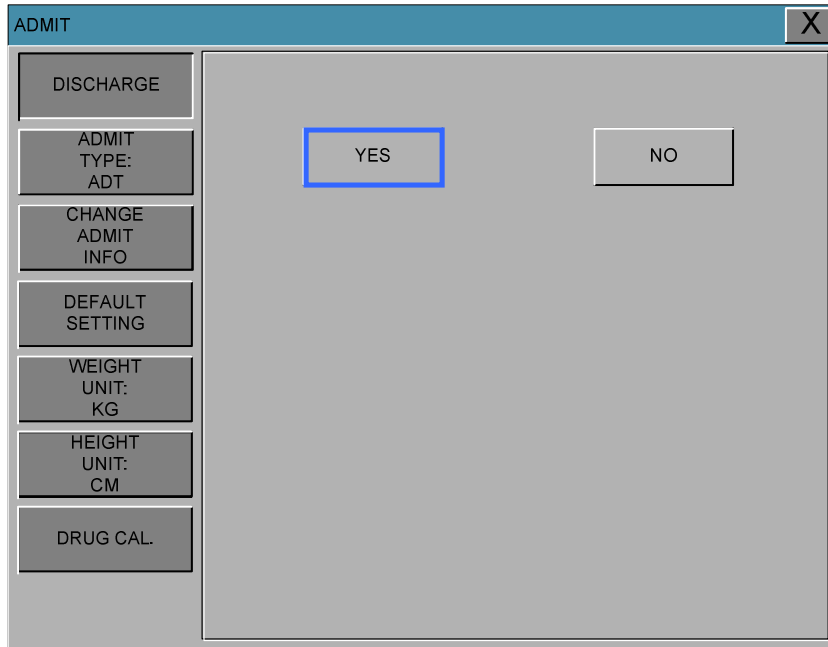 ADMIT
X
DISCHARGE
ADMIT
TYPE:
ADT
CHANGE
ADMIT
INFO
DEFAULT
SETTING
WEIGHT
UNIT:
KG
HEIGHT
UNIT:
CM
DRUG CAL.
YES
NO